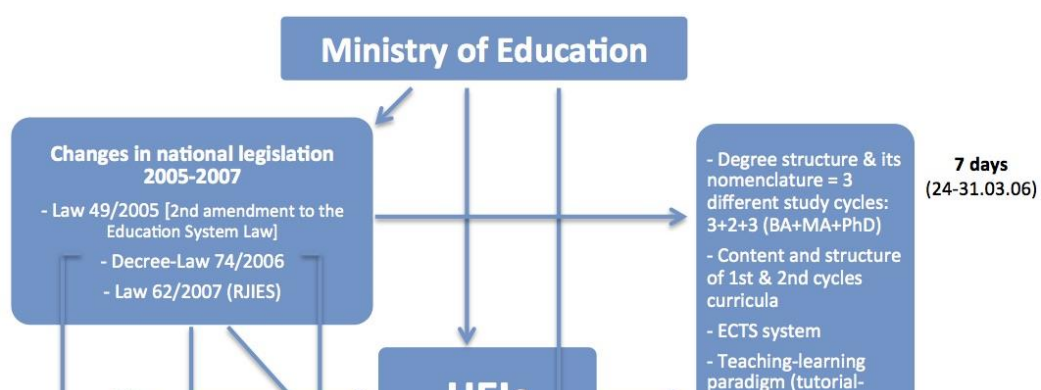 Ministry of Education
Changes in national legislation
2005-2007
- Law 49/2005 [2nd amendment to the
Education System Law]
- Decree-Law 74/2006
- Law 62/2007 (RJIES)
- Degree structure & its
nomenclature = 3
different study cycles:
3+2+3 (BA+MA+PhD)
- Content and structure
of 1st & 2nd cycles
curricula
- ECTS system
- Teaching-learning
paradigm (tutorial-
7 days
(24-31.03.06)